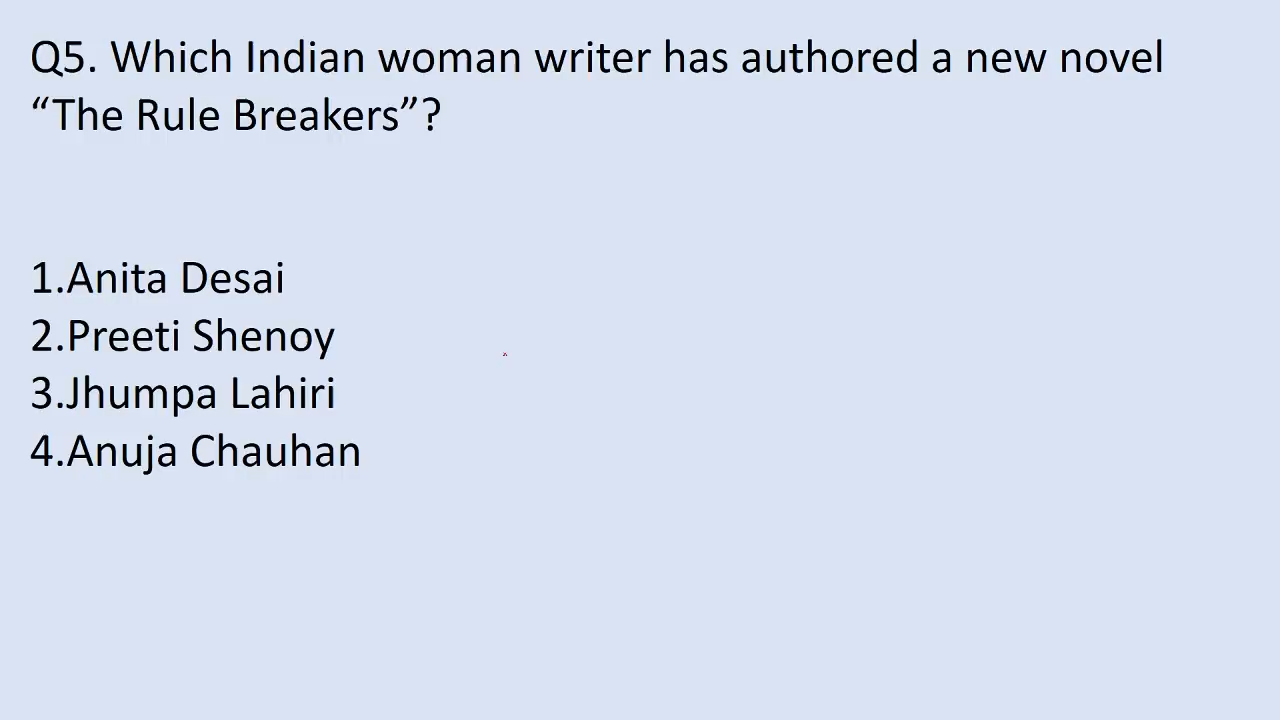 Q5. Which Indian woman writer has authored a new novel
“The Rule Breakers”?
1.Anita Desai
2.Preeti Shenoy
3.Jhumpa Lahiri
4.Anuja Chauhan